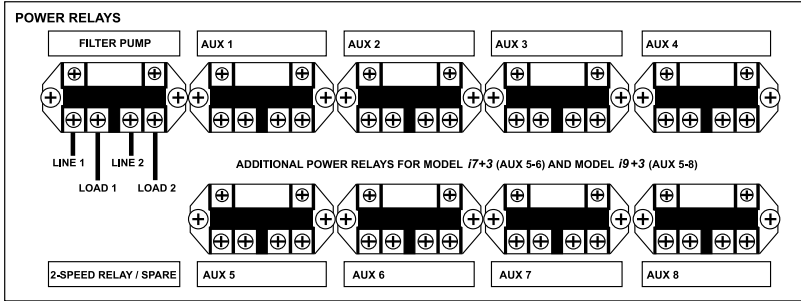 POWER RELAYS
FILTER PUMP
AUX 1
AUX 2
AUX 3
AUX 4
LINE 1
LINE 2
LOAD 1
LOAD 2
ADDITIONAL POWER RELAYS FOR MODEL i7+3 (AUX 5-6) AND MODEL i9+3 (AUX 5-8)
2-SPEED RELAY / SPARE
AUX 5
AUX 6
AUX 7
AUX 8